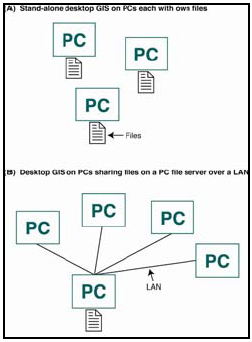 (A) Stand-alone desktop GIS on PCs each with own files
PC
PC
PC
Files
(B) Desktop GIS on PCs sharing files on a PC file server over a LAN
PC
PC
PC
PC
LAN
PC